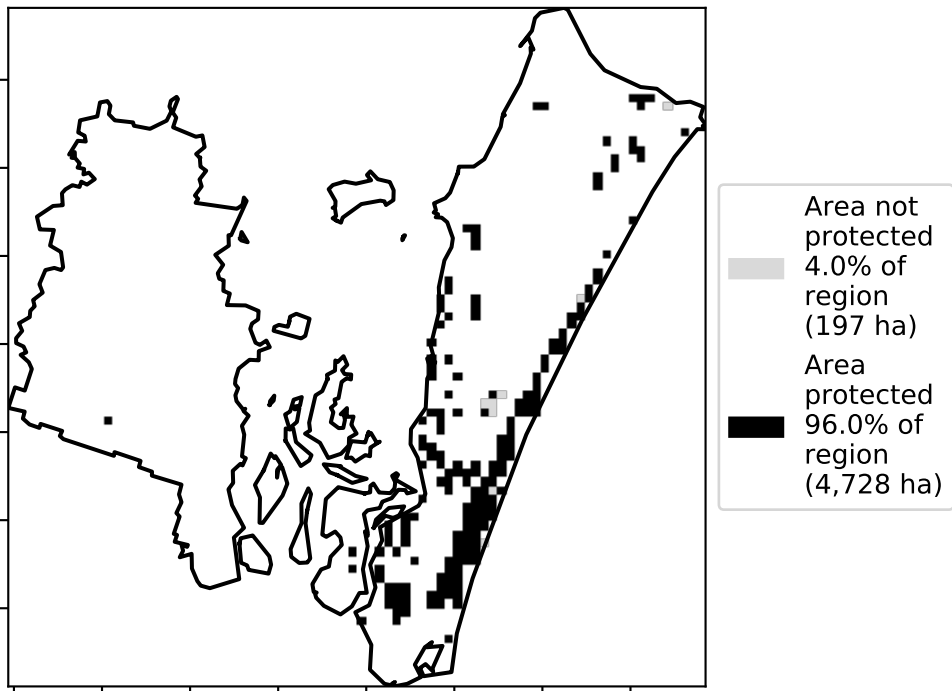 Area not
protected
4.0% of
region
(197 ha)
Area
protected
96.0% of
region
(4,728 ha)